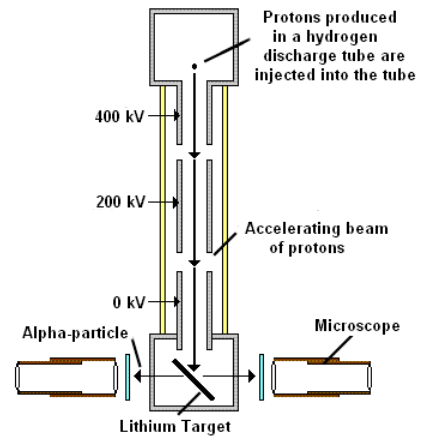 Protons produced
in a hydrogen
discharge tube are
injected into the tube
400 kV
200 kV
Accelerating beam
of protons
0 kV
Alpha-particle
Microscope
Lithium Target